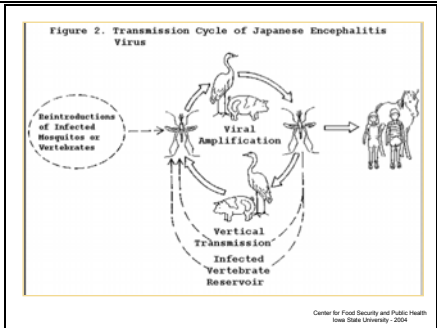 Figure 2. Transmission Cycle of Japanese Encephalitis
Virus
Reintroductions
of Infected
Mosquitos or
Vertebrates
Viral
Amplification
Vertical
Transmission
Infected
Vertebrate
Reservoir
Center for Food Security and Public Health
Iowa State University - 2004